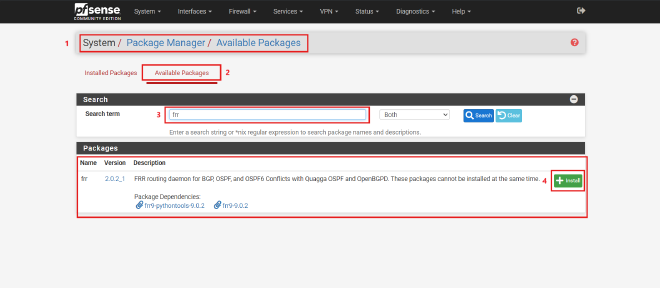 pfsense
COMMUNITY EDITION
System Interfaces Firewall Services VPN Status Diagnostics Help
1 System / Package Manager / Available Packages
Installed Packages Available Packages 2
Search
Search term 3 frr Both Search Clear
Enter a search string or *nix regular expression to search package names and descriptions.
Packages
Name Version Description
frr 2.0.2_1 FRR routing daemon for BGP, OSPF, and OSPF6 Conflicts with Quagga OSPF and OpenBGPD. These packages cannot be installed at the same time. 4 Install
Package Dependencies:
frr9-pythontools-9.0.2 frr9-9.0.2